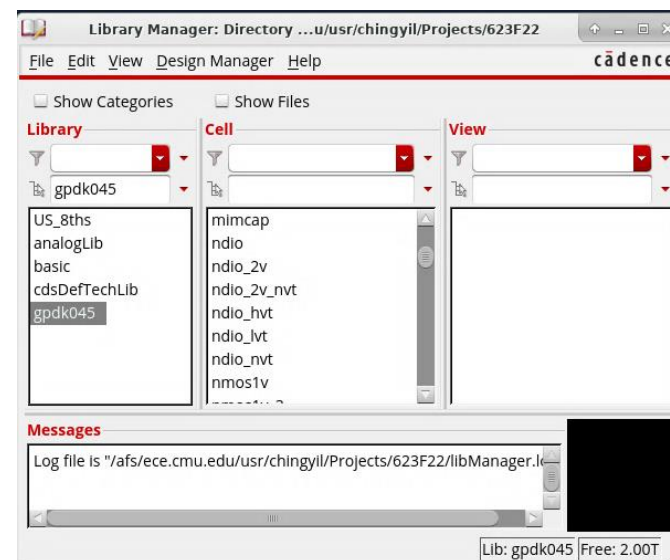 Library Manager: Directory ...u/usr/chingyil/Projects/623F22
File Edit View Design Manager Help
cādence
Show Categories Show Files
Library Cell View
gpdk045
US_8ths
analogLib
basic
cdsDefTechLib
gpdk045
mimcap
ndio
ndio_2v
ndio_2v_nvt
ndio_hvt
ndio_lvt
ndio_nvt
nmos1v
Messages
Log file is "/afs/ece.cmu.edu/usr/chingyil/Projects/623F22/libManager.lo
Lib: gpdk045 Free: 2.00T